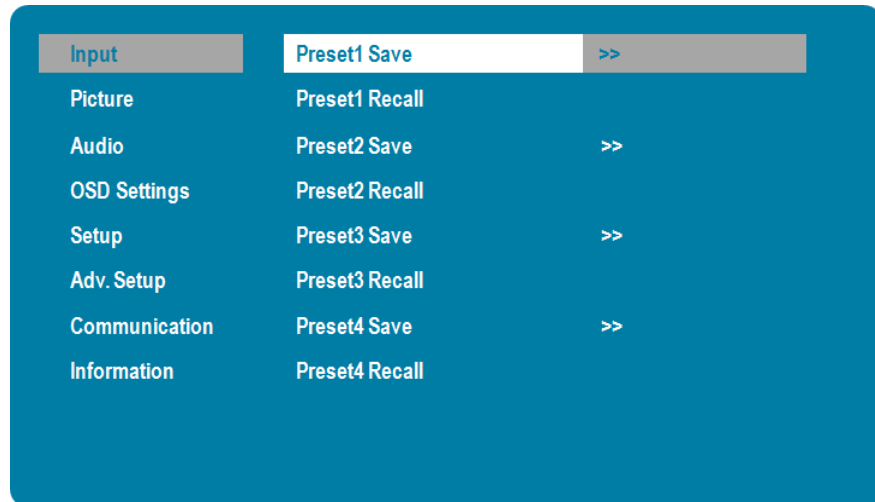 Input Preset1 Save >>
Picture Preset1 Recall
Audio Preset2 Save >>
OSD Settings Preset2 Recall
Setup Preset3 Save >>
Adv. Setup Preset3 Recall
Communication Preset4 Save >>
Information Preset4 Recall